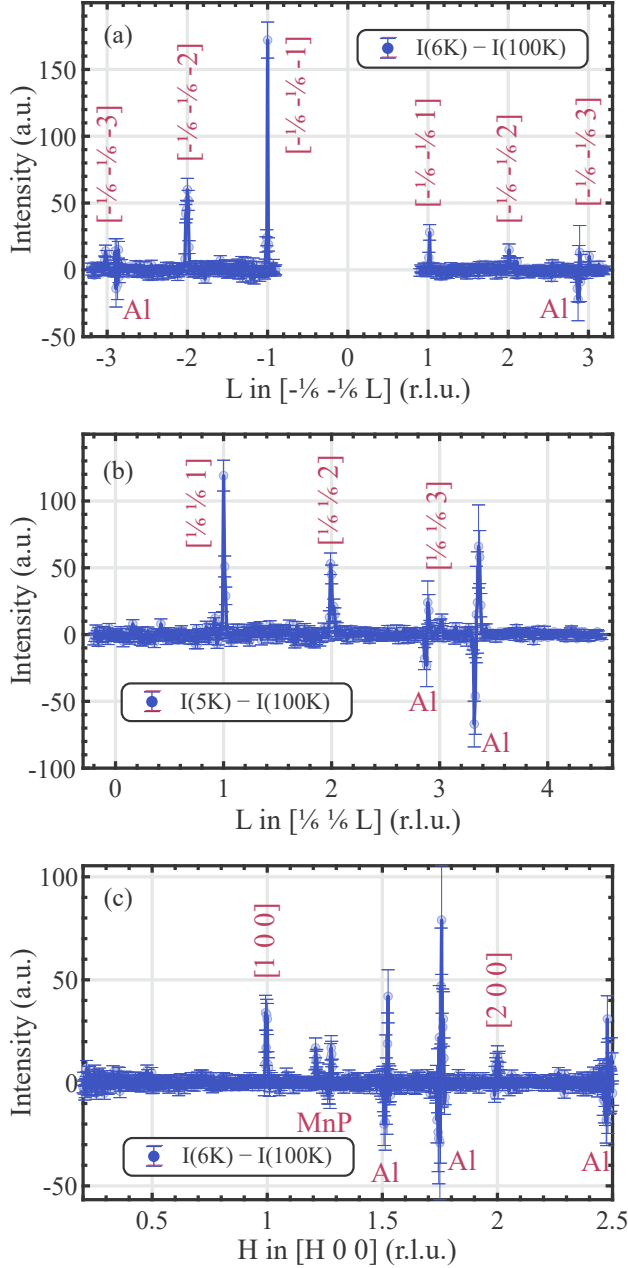 (a)
I(6K) − I(100K)
[-⅙ -⅙ -3]
[-⅙ -⅙ -2]
[-⅙ -⅙ -1]
[-⅙ -⅙ 1]
[-⅙ -⅙ 2]
[-⅙ -⅙ 3]
Intensity (a.u.)
150
100
50
0
-50
Al
Al
-3 -2 -1 0 1 2 3
L in [-⅙ -⅙ L] (r.l.u.)
(b)
[⅙ ⅙ 1]
[⅙ ⅙ 2]
[⅙ ⅙ 3]
Intensity (a.u.)
100
50
0
-50
-100
I(5K) − I(100K)
Al
Al
0 1 2 3 4
L in [⅙ ⅙ L] (r.l.u.)
(c)
[1 0 0]
[2 0 0]
Intensity (a.u.)
100
50
0
-50
MnP
I(6K) − I(100K)
Al
Al
Al
0.5 1 1.5 2 2.5
H in [H 0 0] (r.l.u.)